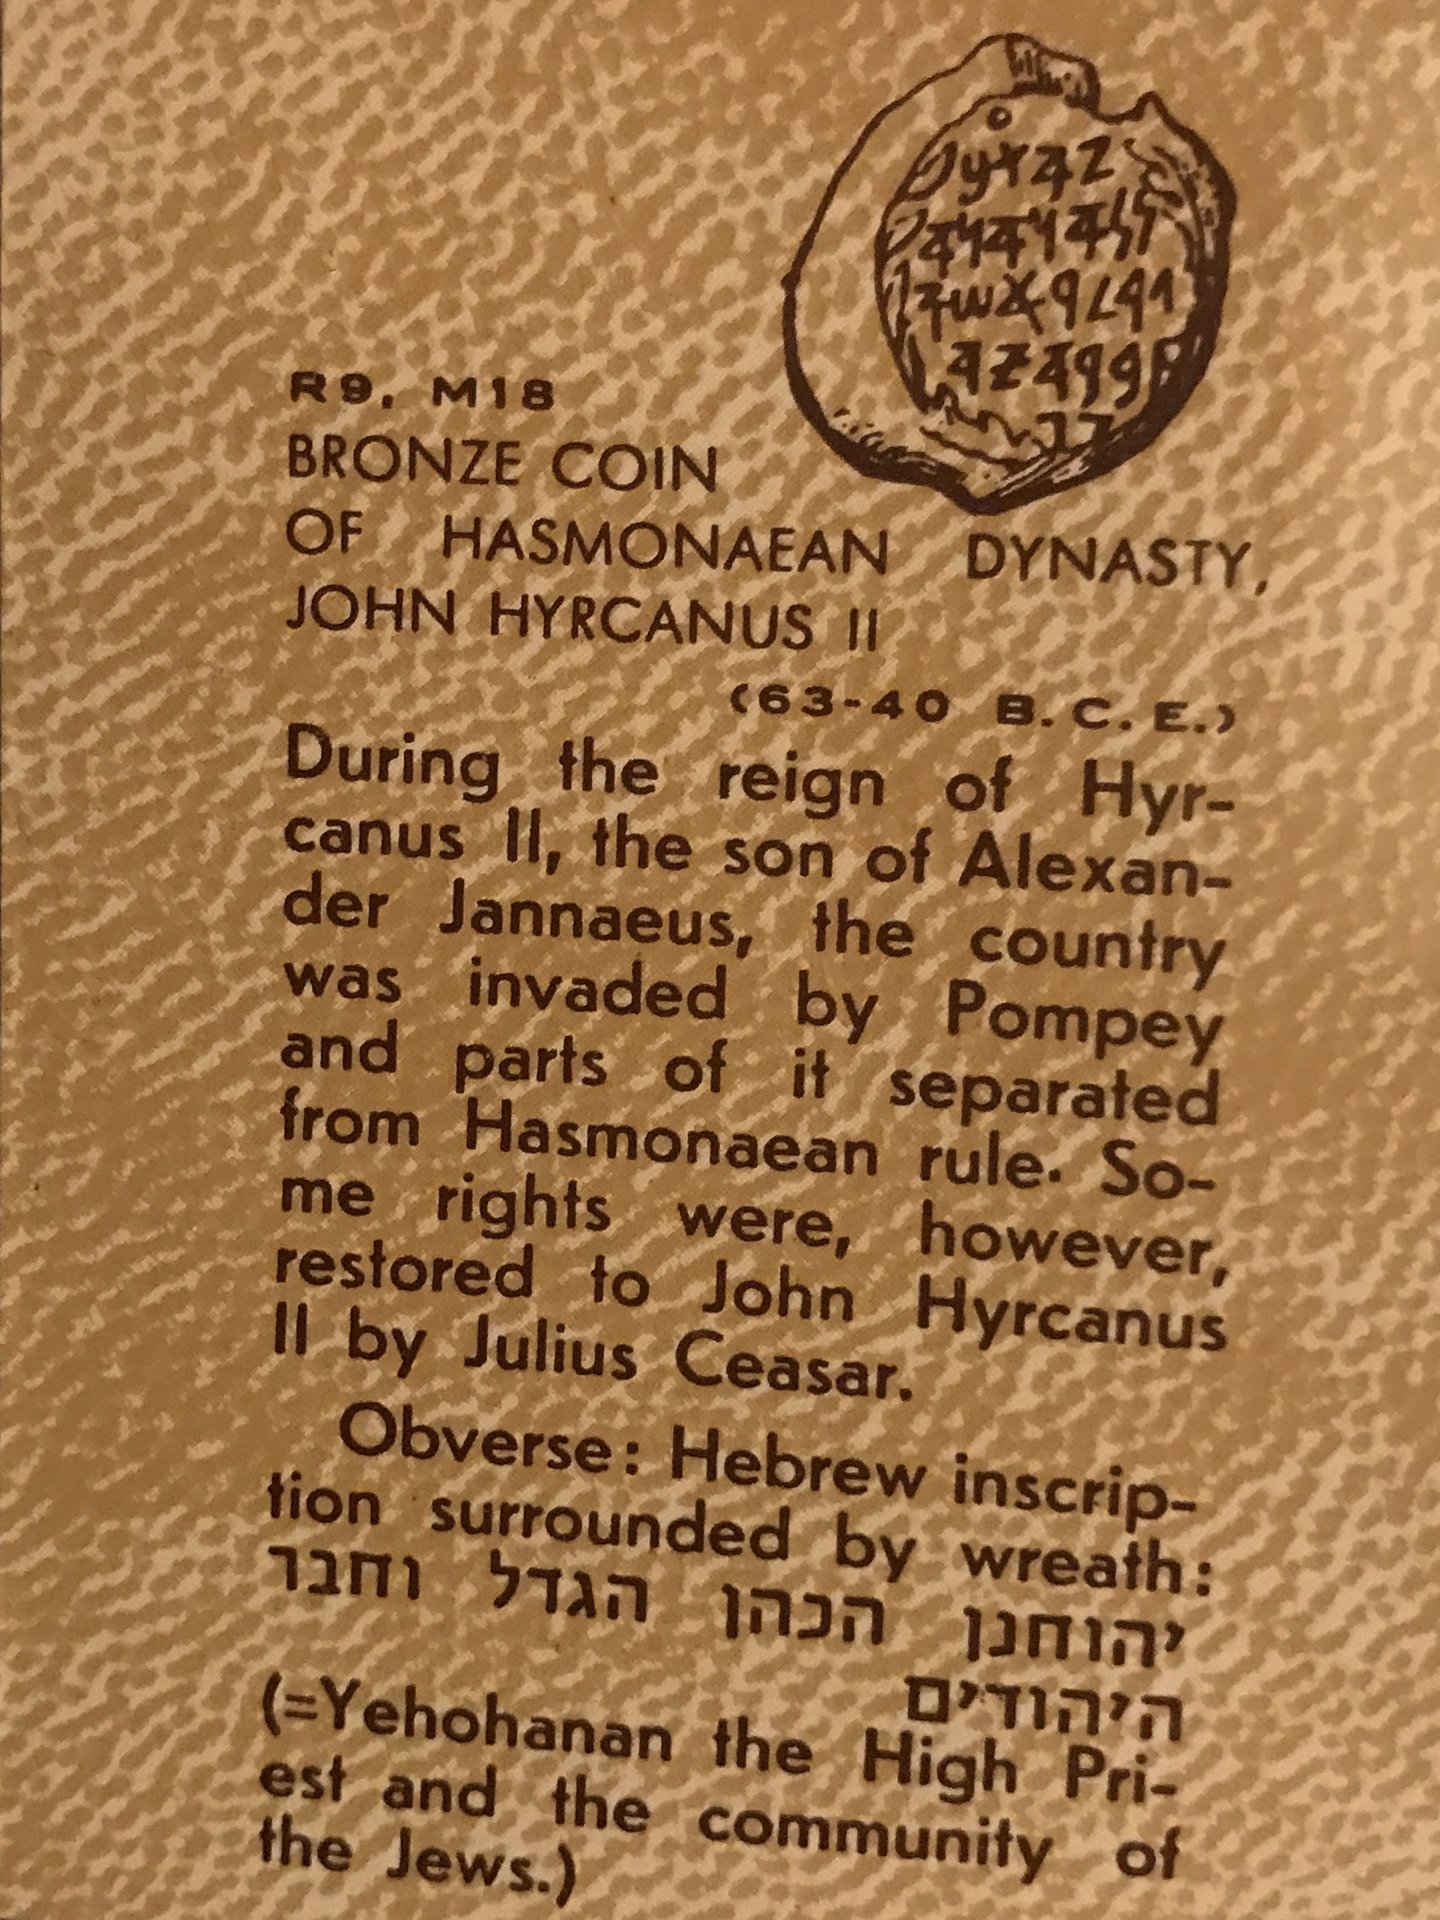 R9. M18
BRONZE COIN
OF HASMONAEAN DYNASTY,
JOHN HYRCANUS II
(63-40 B.C.E.)
During the reign of Hyr-
canus II, the son of Alexan-
der Jannaeus, the country
was invaded by Pompey
and parts of it separated
from Hasmonaean rule. So-
me rights were, however,
restored to John Hyrcanus
II by Julius Ceasar.
Obverse: Hebrew inscrip-
tion surrounded by wreath:
יהוחנן הכהן הגדל וחבר
היהודים
(=Yehohanan the High Pri-
est and the community of
the Jews.)